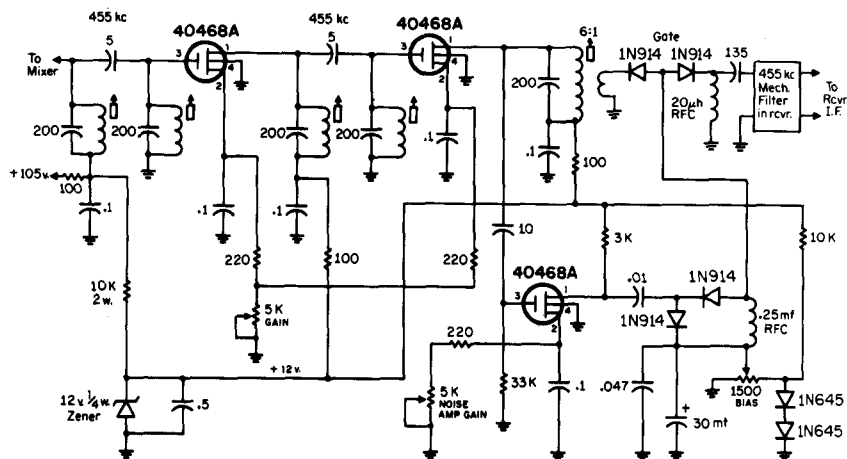 455 kc
5
40468A
3
1
4
2
455 kc
5
40468A
3
1
4
2
6:1
Gate
1N914
1N914
135
455 kc
Mech.
Filter
in rcvr.
To
Rcvr
I.F.
To
Mixer
200
200
200
200
200
20µh
RFC
.1
.1
100
+105v.
100
.1
.1
.1
10
3K
10K
10K
2w.
220
100
220
40468A
3
1
4
2
.01
1N914
1N914
.25mf
RFC
5K
GAIN
220
+12v.
12v. 1/4w.
Zener
.5
5K
NOISE
AMP GAIN
33K
.1
.047
+
30 mt
1500
BIAS
1N645
1N645